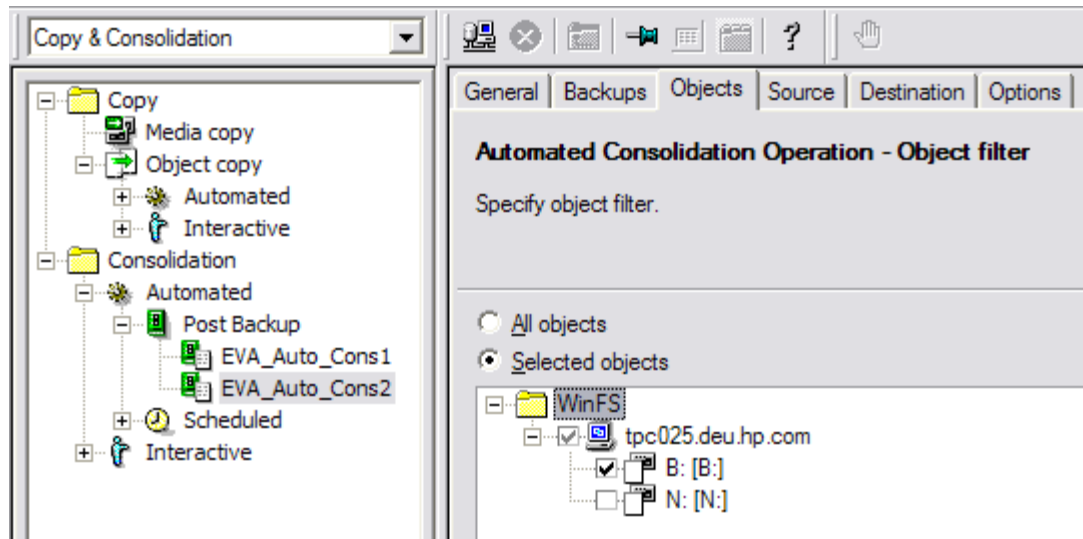 Copy & Consolidation
?
Copy
Media copy
Object copy
Automated
Interactive
Consolidation
Automated
Post Backup
EVA_Auto_Cons1
EVA_Auto_Cons2
Scheduled
Interactive
General Backups Objects Source Destination Options
Automated Consolidation Operation - Object filter
Specify object filter.
All objects
Selected objects
WinFS
tpc025.deu.hp.com
B: [B:]
N: [N:]